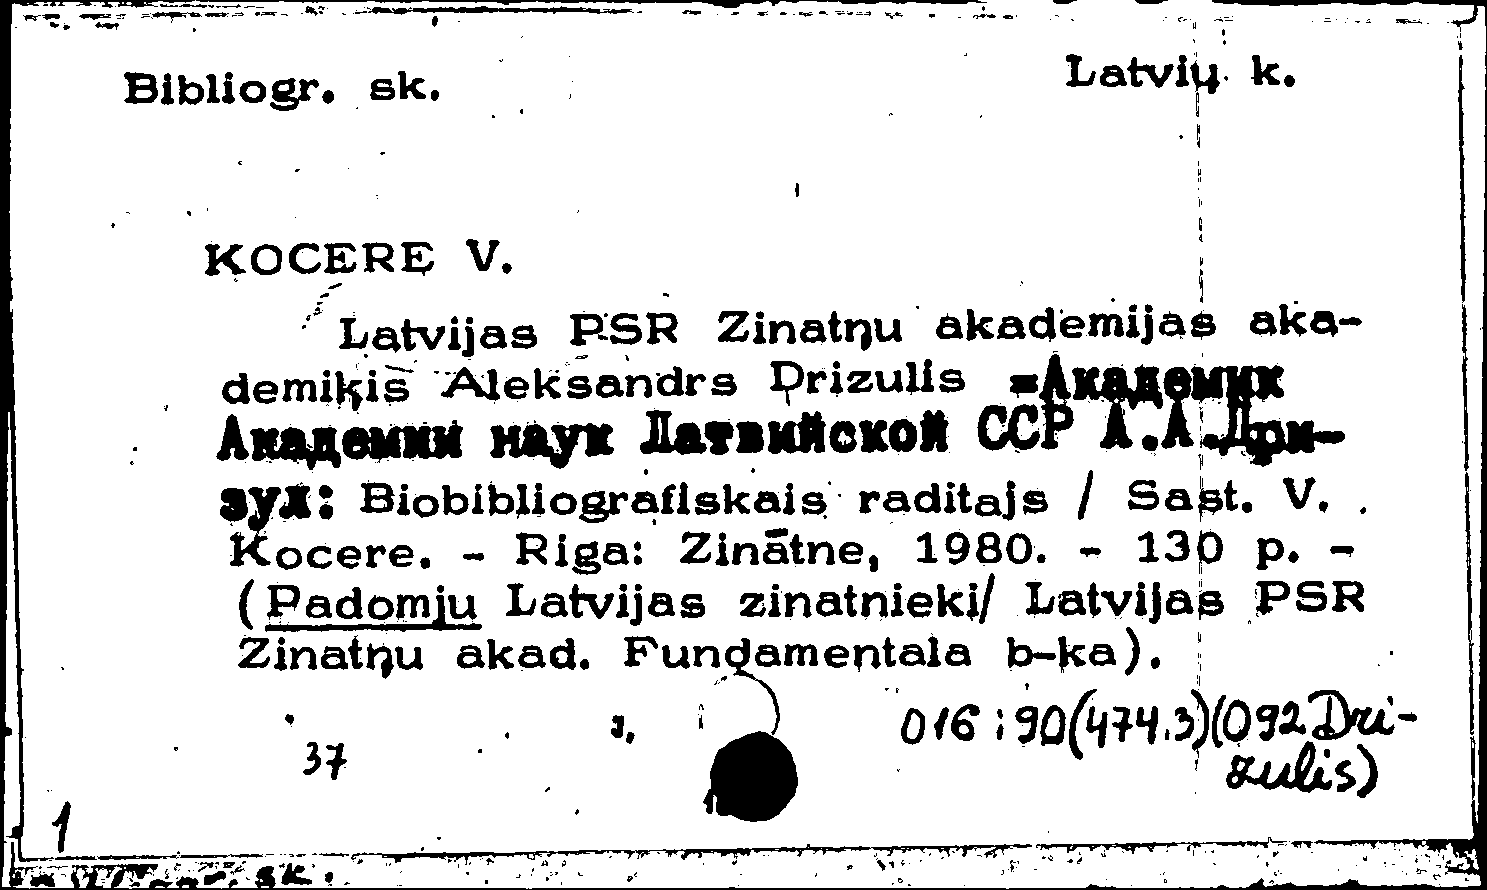 Bibliogr. sk.
Latvių k.
KOCERE V.
Latvijas PSR Zinatņu akademijas aka-
demiķis Aleksandrs Drizulis =Академик
Академии наук Латвийской ССР А.А.Дри-
зул: Biobibliografiskais raditajs / Sast. V.
Kocere. - Riga: Zinātne, 1980. - 130 p. -
(Padomju Latvijas zinatnieki/ Latvijas PSR
Zinatņu akad. Fundamentala b-ka).
016:90(474.3)(092Dri-
zulis)
37
1
sk.